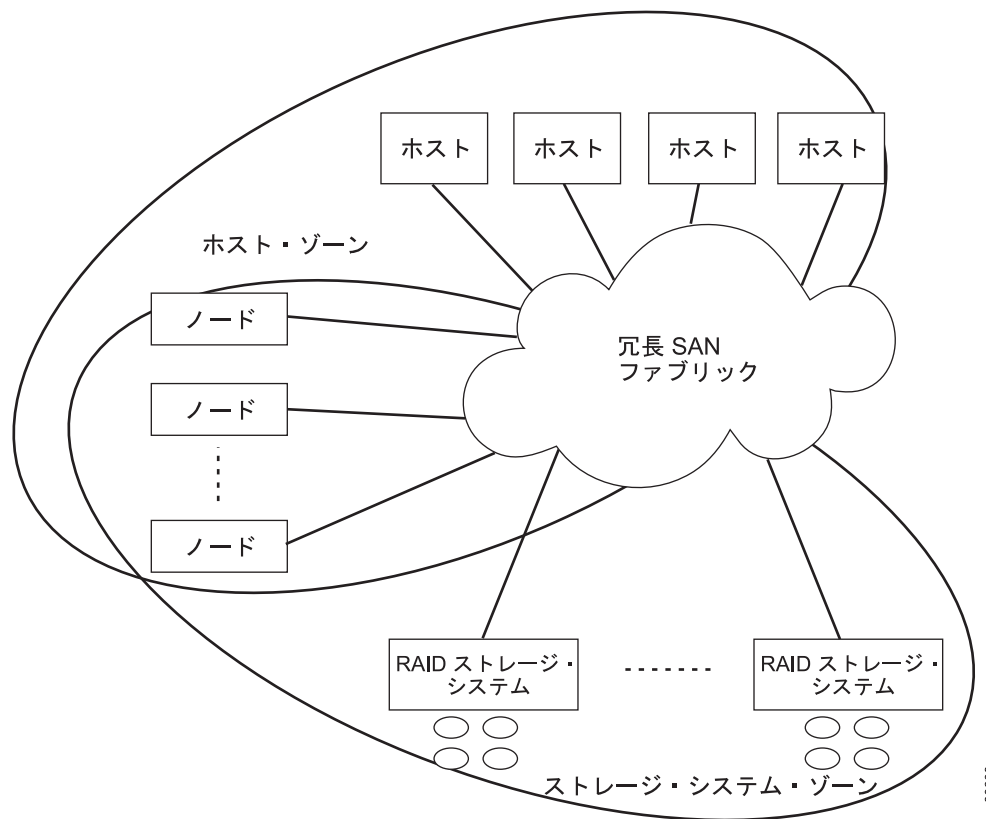 ホスト
ホスト
ホスト
ホスト
ホスト・ゾーン
ノード
冗長 SAN
ファブリック
ノード
ノード
RAID ストレージ・
システム
RAID ストレージ・
システム
ストレージ・システム・ゾーン